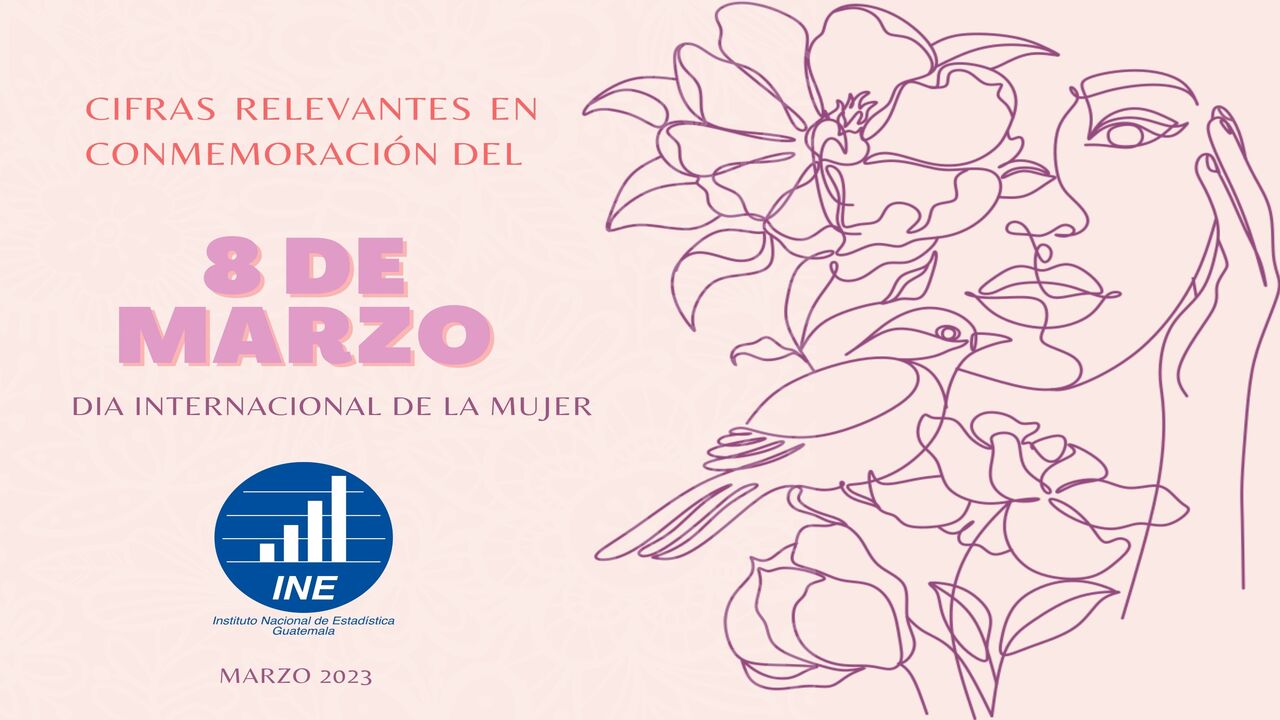 CIFRAS RELEVANTES EN
CONMEMORACIÓN DEL
8 DE
MARZO
DIA INTERNACIONAL DE LA MUJER
INE
Instituto Nacional de Estadística
Guatemala
MARZO 2023